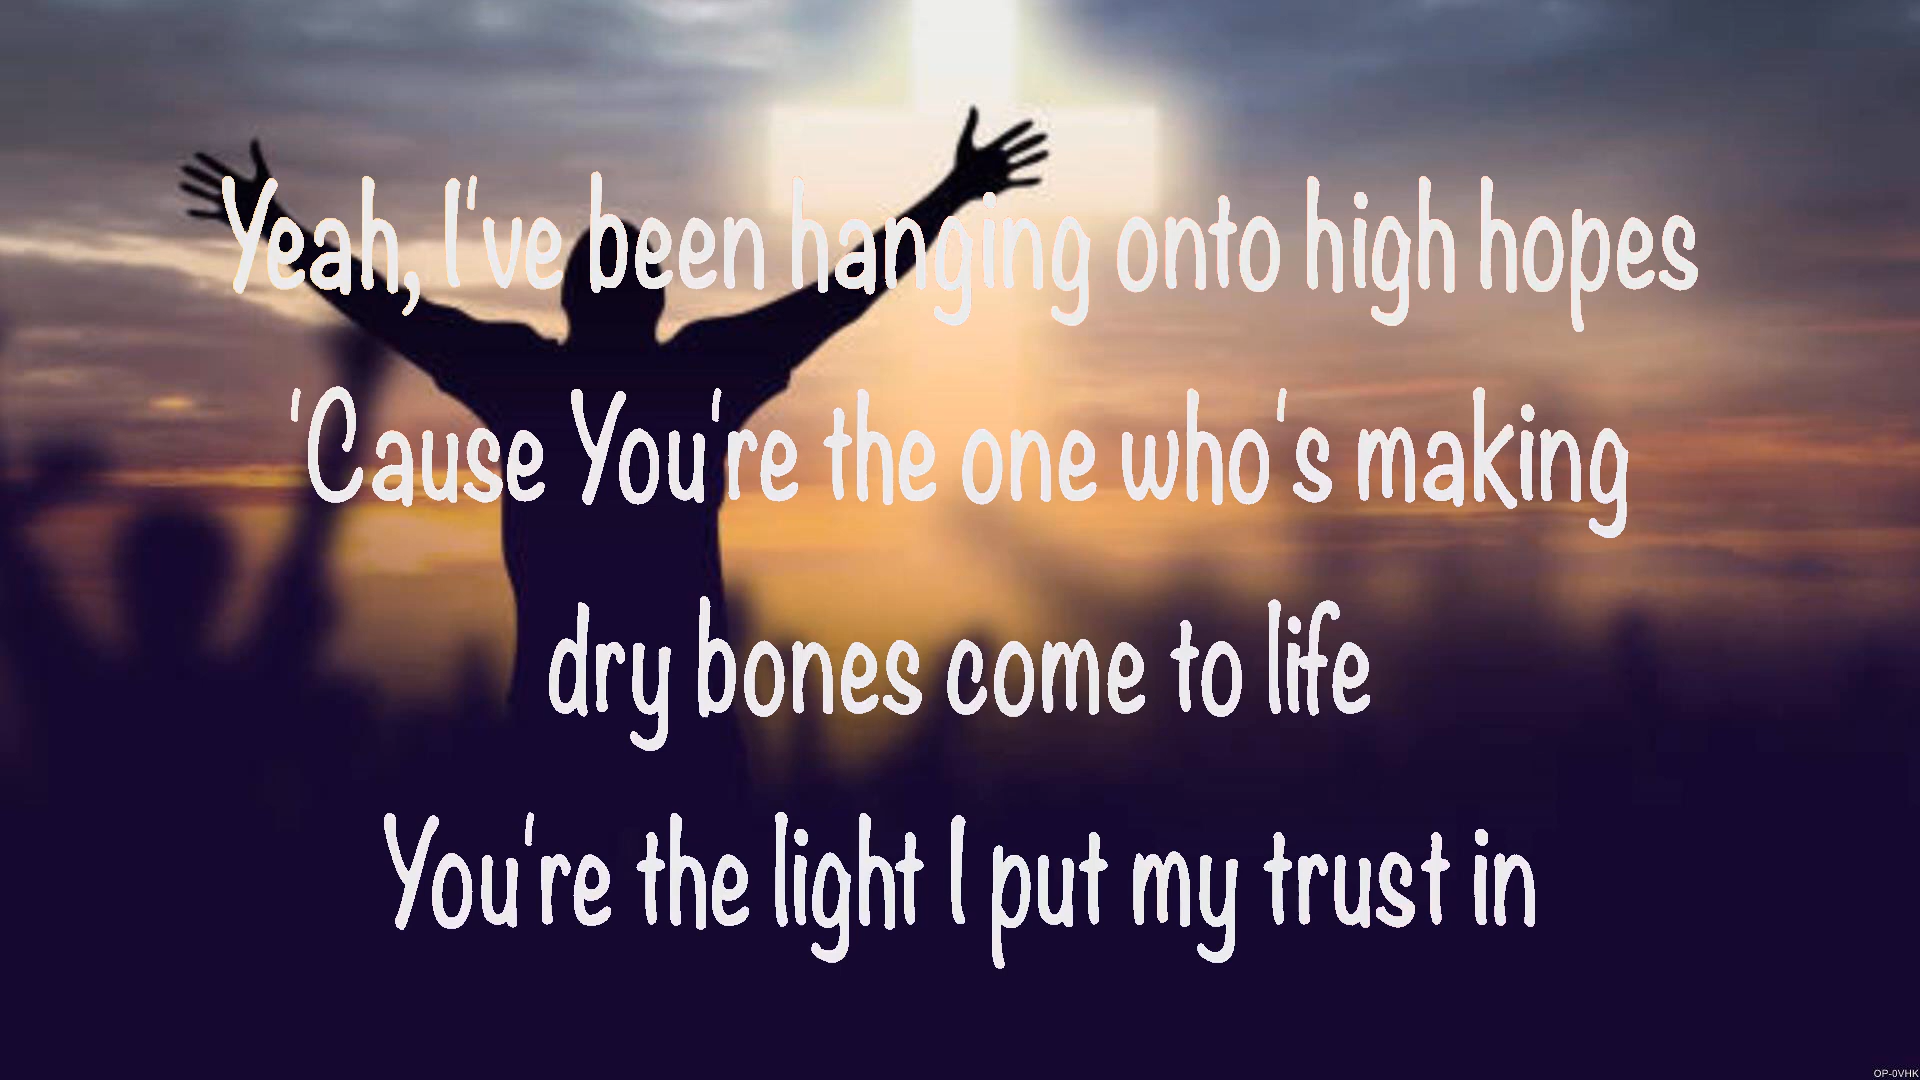 Yeah, I've been hanging onto high hopes
'Cause You're the one who's making
dry bones come to life
You're the light I put my trust in
OP-0VHK